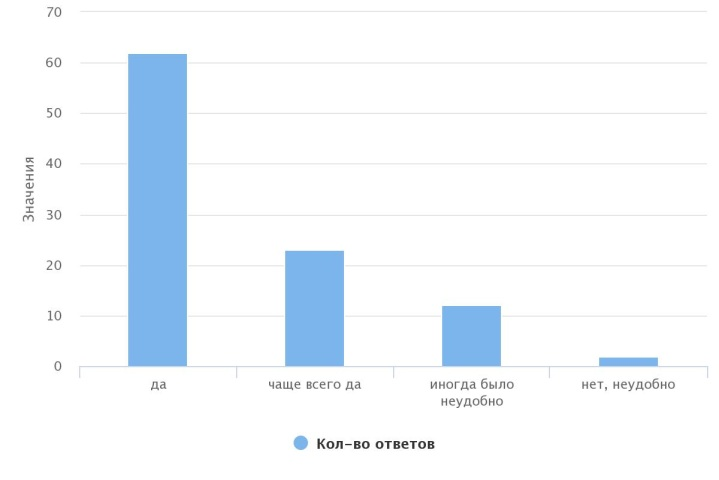 70
60
50
40
30
20
10
0
Значения
да
чаще всего да
иногда было
неудобно
нет, неудобно
Кол-во ответов